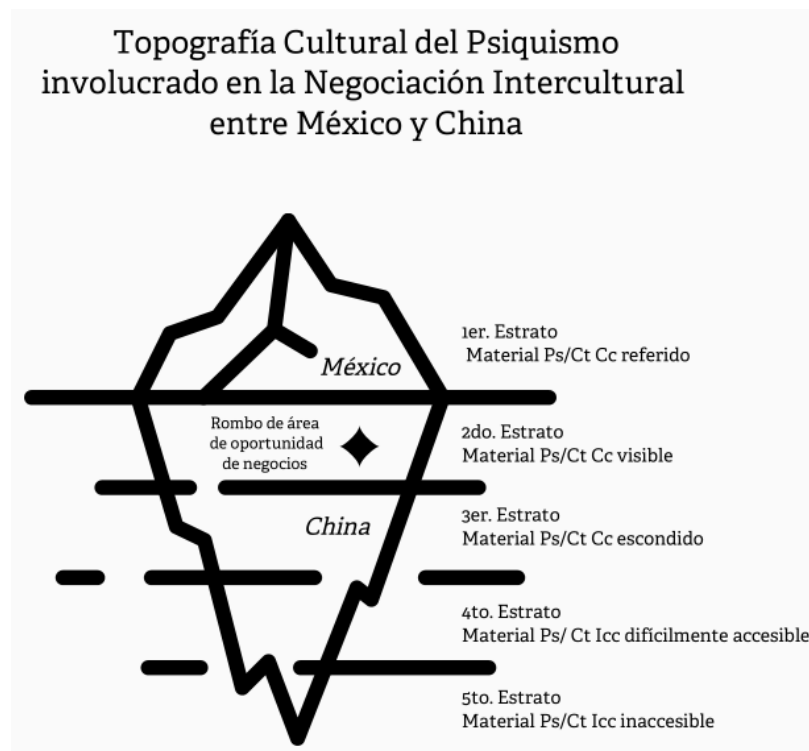 Topografía Cultural del Psiquismo
involucrado en la Negociación Intercultural
entre México y China
1er. Estrato
Material Ps/Ct Cc referido
México
Rombo de área
de oportunidad
de negocios
2do. Estrato
Material Ps/Ct Cc visible
3er. Estrato
Material Ps/Ct Cc escondido
China
4to. Estrato
Material Ps/ Ct Icc difícilmente accesible
5to. Estrato
Material Ps/Ct Icc inaccesible